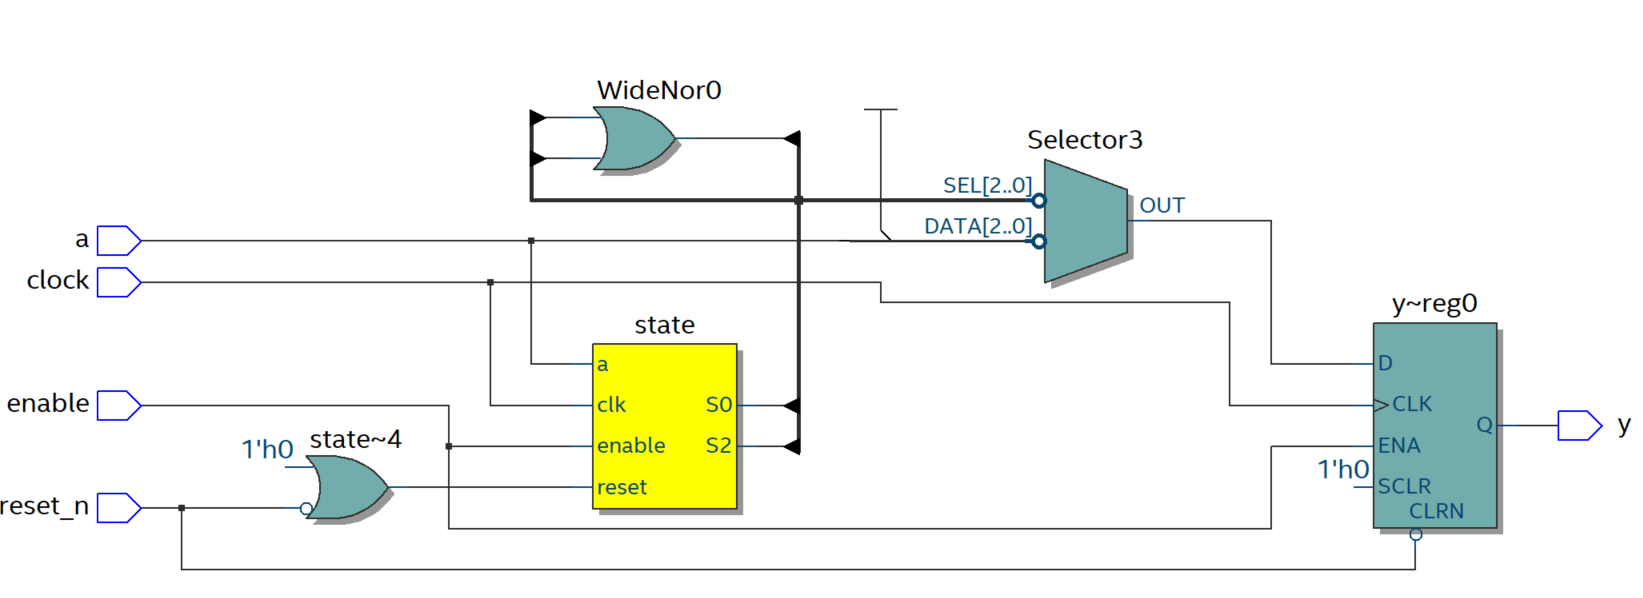 WideNor0
Selector3
SEL[2..0]
OUT
DATA[2..0]
a
clock
state
y~reg0
a
D
enable
clk
S0
CLK
1'h0
state~4
enable
S2
Q
y
ENA
1'h0
reset_n
reset
SCLR
CLRN